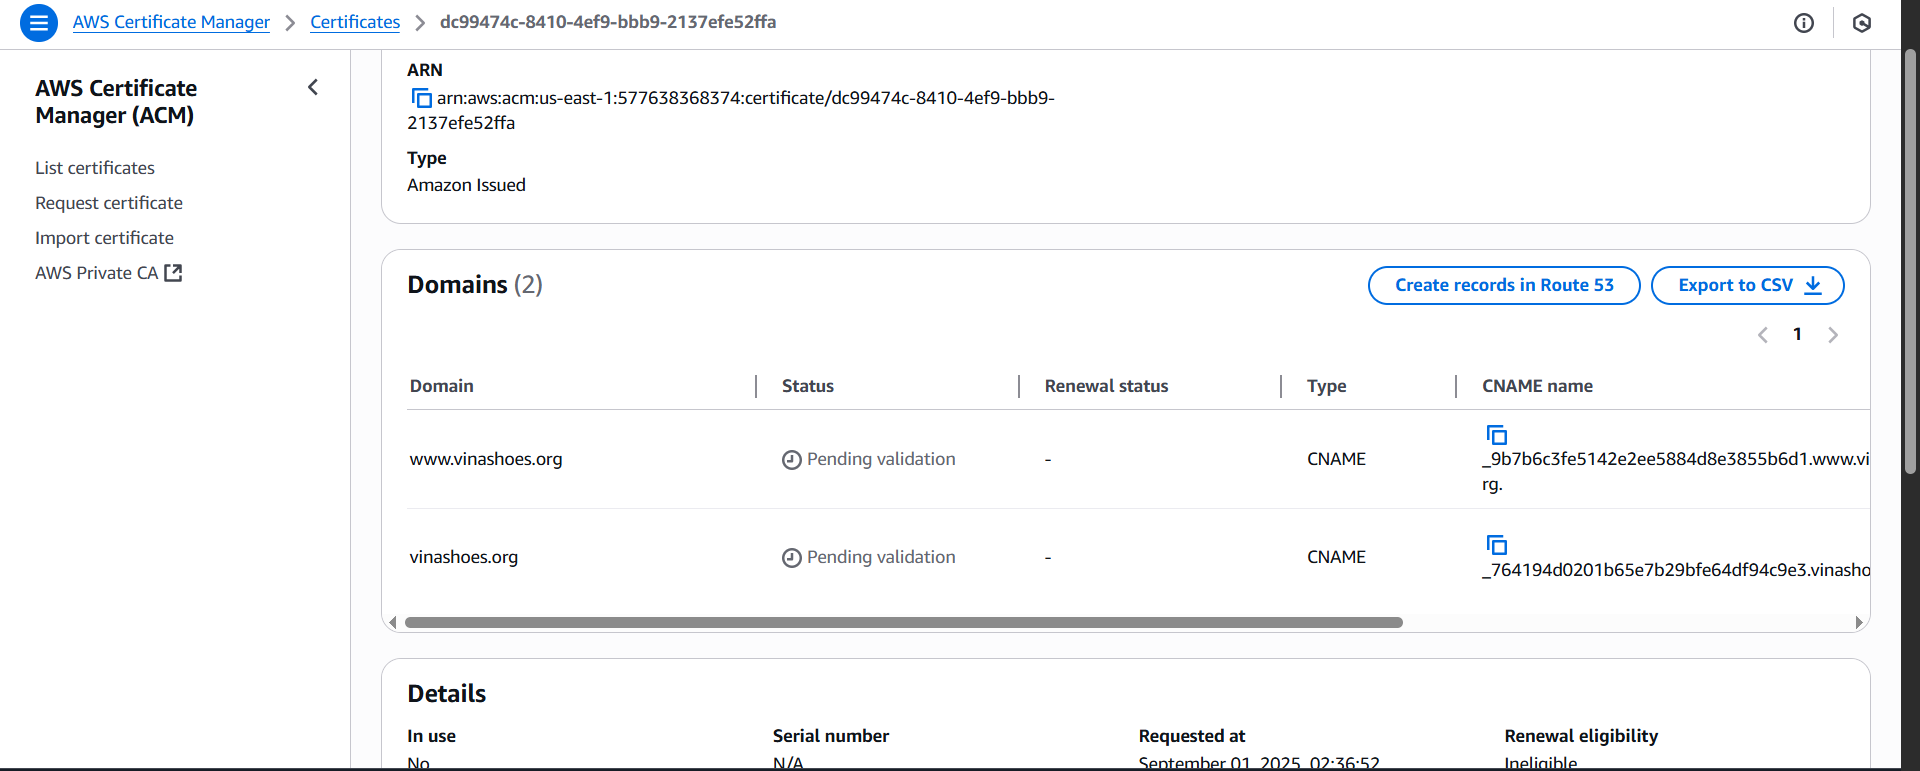 AWS Certificate Manager > Certificates > dc99474c-8410-4ef9-bbb9-2137efe52ffa
AWS Certificate
Manager (ACM)
List certificates
Request certificate
Import certificate
AWS Private CA
ARN
arn:aws:acm:us-east-1:577638368374:certificate/dc99474c-8410-4ef9-bbb9-
2137efe52ffa
Type
Amazon Issued
Domains (2)
Create records in Route 53
Export to CSV
1
Domain Status Renewal status Type CNAME name
www.vinashoes.org Pending validation - CNAME _9b7b6c3fe5142e2ee5884d8e3855b6d1.www.vi
rg.
vinashoes.org Pending validation - CNAME _764194d0201b65e7b29bfe64df94c9e3.vinasho
Details
In use Serial number Requested at Renewal eligibility
No N/A September 01, 2025, 02:36:52 Ineligible